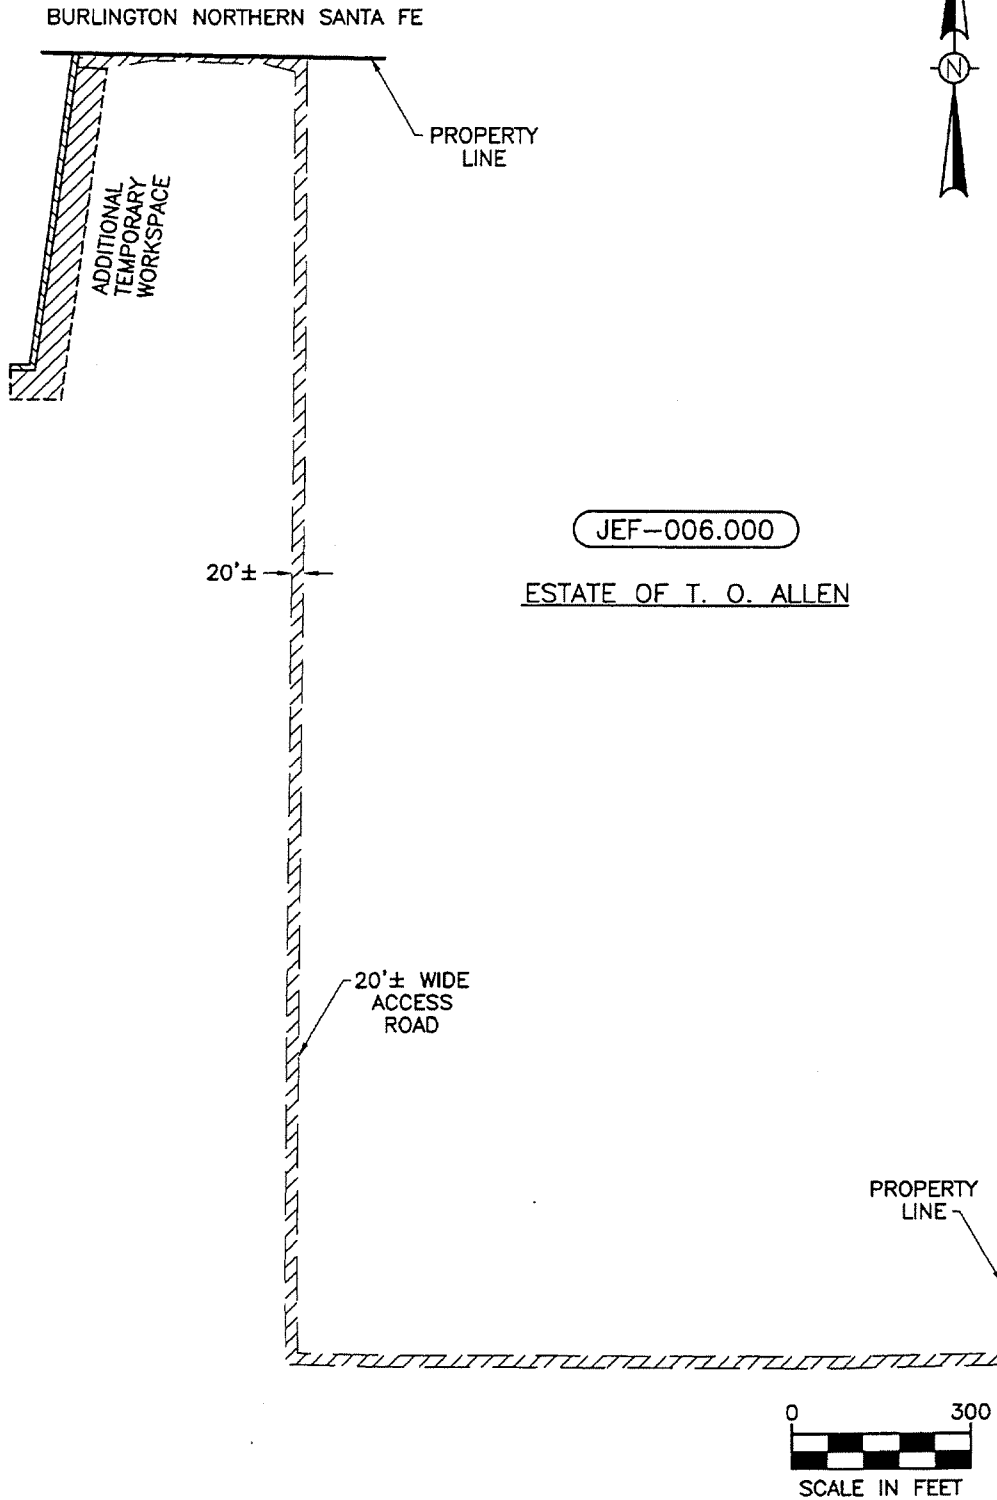 BURLINGTON NORTHERN SANTA FE
N
PROPERTY
LINE
ADDITIONAL
TEMPORARY
WORKSPACE
JEF-006.000
20'±
ESTATE OF T. O. ALLEN
20'± WIDE
ACCESS
ROAD
PROPERTY
LINE
0 300
SCALE IN FEET